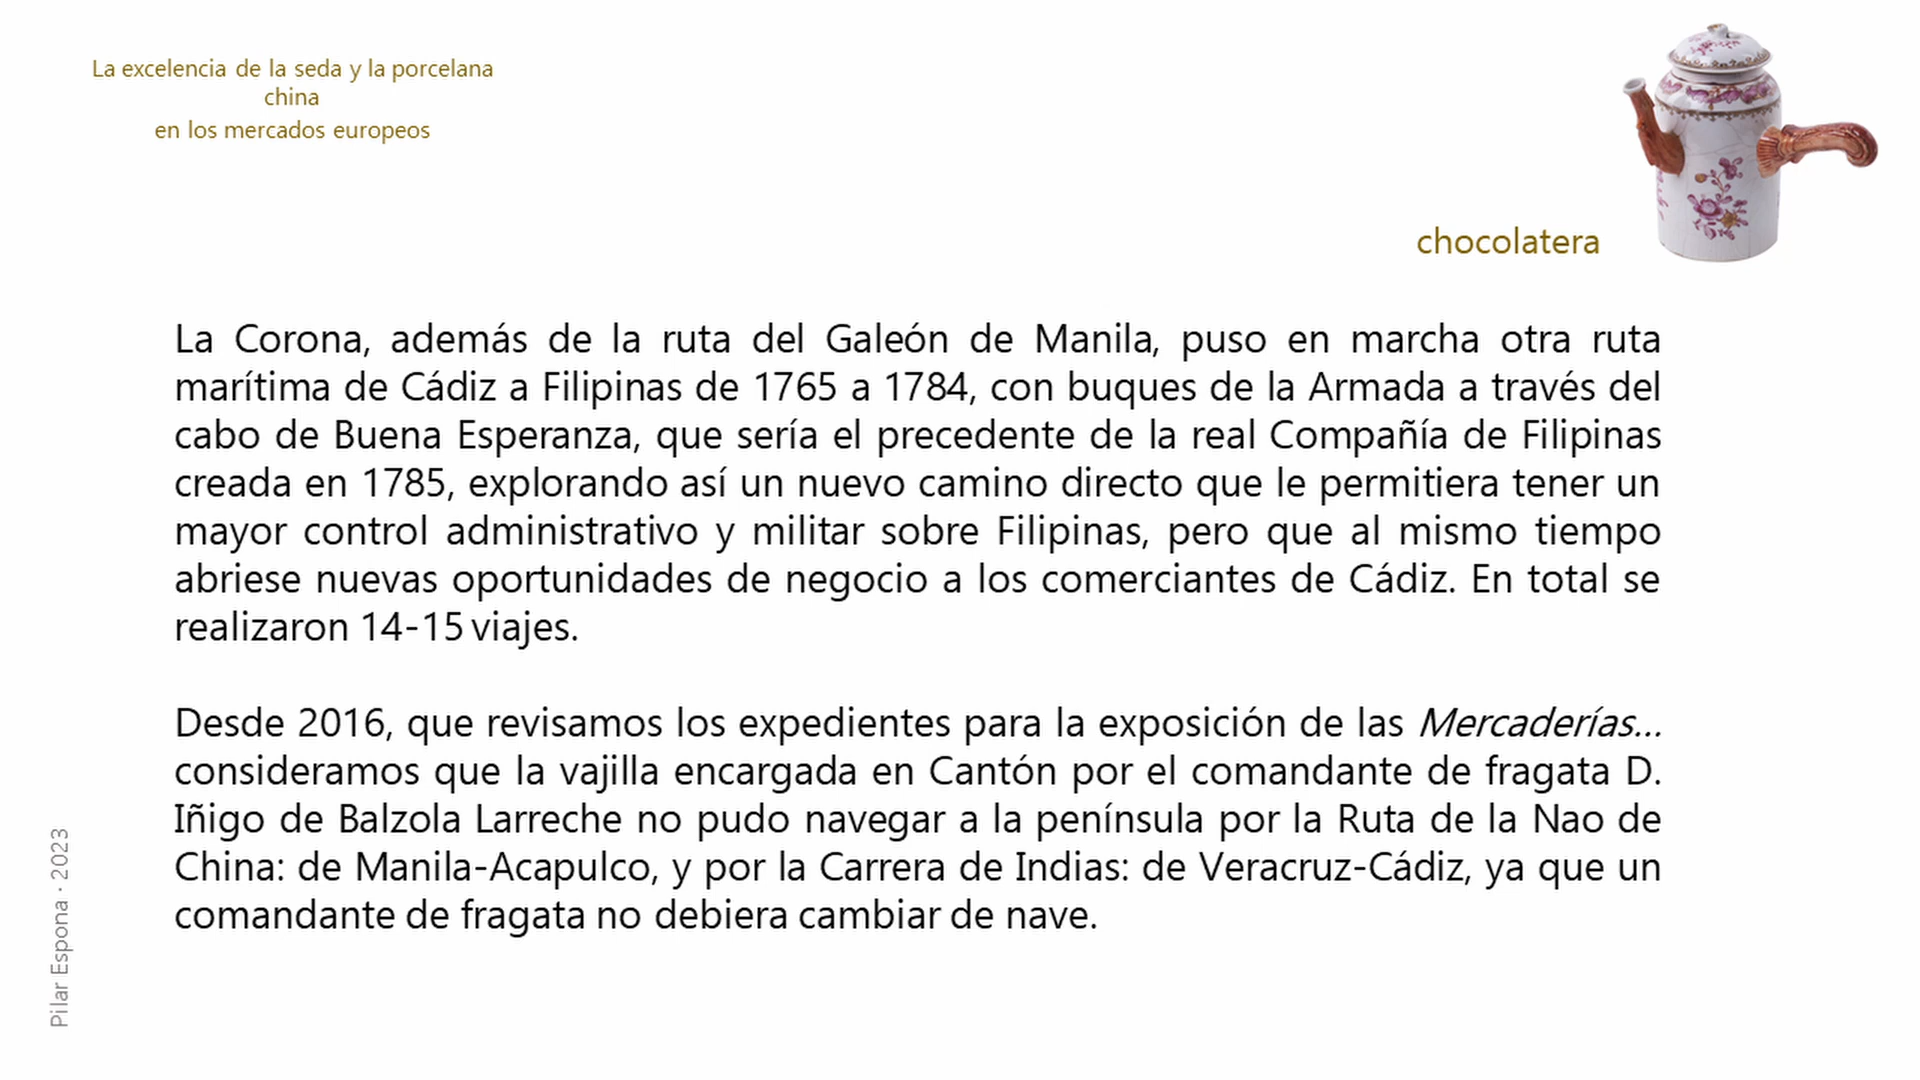 La excelencia de la seda y la porcelana
china
en los mercados europeos
chocolatera
La Corona, además de la ruta del Galeón de Manila, puso en marcha otra ruta
marítima de Cádiz a Filipinas de 1765 a 1784, con buques de la Armada a través del
cabo de Buena Esperanza, que sería el precedente de la real Compañía de Filipinas
creada en 1785, explorando así un nuevo camino directo que le permitiera tener un
mayor control administrativo y militar sobre Filipinas, pero que al mismo tiempo
abriese nuevas oportunidades de negocio a los comerciantes de Cádiz. En total se
realizaron 14-15 viajes.
Desde 2016, que revisamos los expedientes para la exposición de las Mercaderías...
consideramos que la vajilla encargada en Cantón por el comandante de fragata D.
Iñigo de Balzola Larreche no pudo navegar a la península por la Ruta de la Nao de
China: de Manila-Acapulco, y por la Carrera de Indias: de Veracruz-Cádiz, ya que un
comandante de fragata no debiera cambiar de nave.
Pilar Espona · 2023